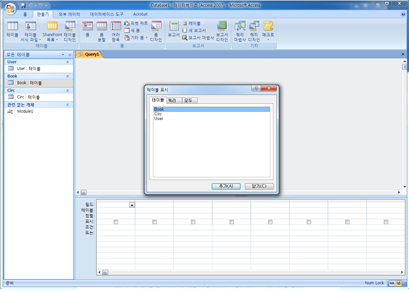 Database1 : 데이터베이스 (Access 2007) - Microsoft Access
홈 만들기 외부 데이터 데이터베이스 도구 Acrobat
테이블 테이블 서식 파일 SharePoint 목록 테이블 디자인
폼 폼 분할 여러 항목 피벗 차트 새 폼 기타 폼 폼 디자인
보고서 레이블 새 보고서 보고서 마법사 보고서 디자인
쿼리 마법사 쿼리 디자인 매크로
테이블 폼 보고서 기타
모든 테이블
User
User : 테이블
Book
Book : 테이블
Circ
Circ : 테이블
관련 없는 개체
Module1
Query1
테이블 표시
테이블 쿼리 모두
Book
Circ
User
추가(A) 닫기(C)
필드:
테이블:
정렬:
표시:
조건:
또는:
준비
Num Lock